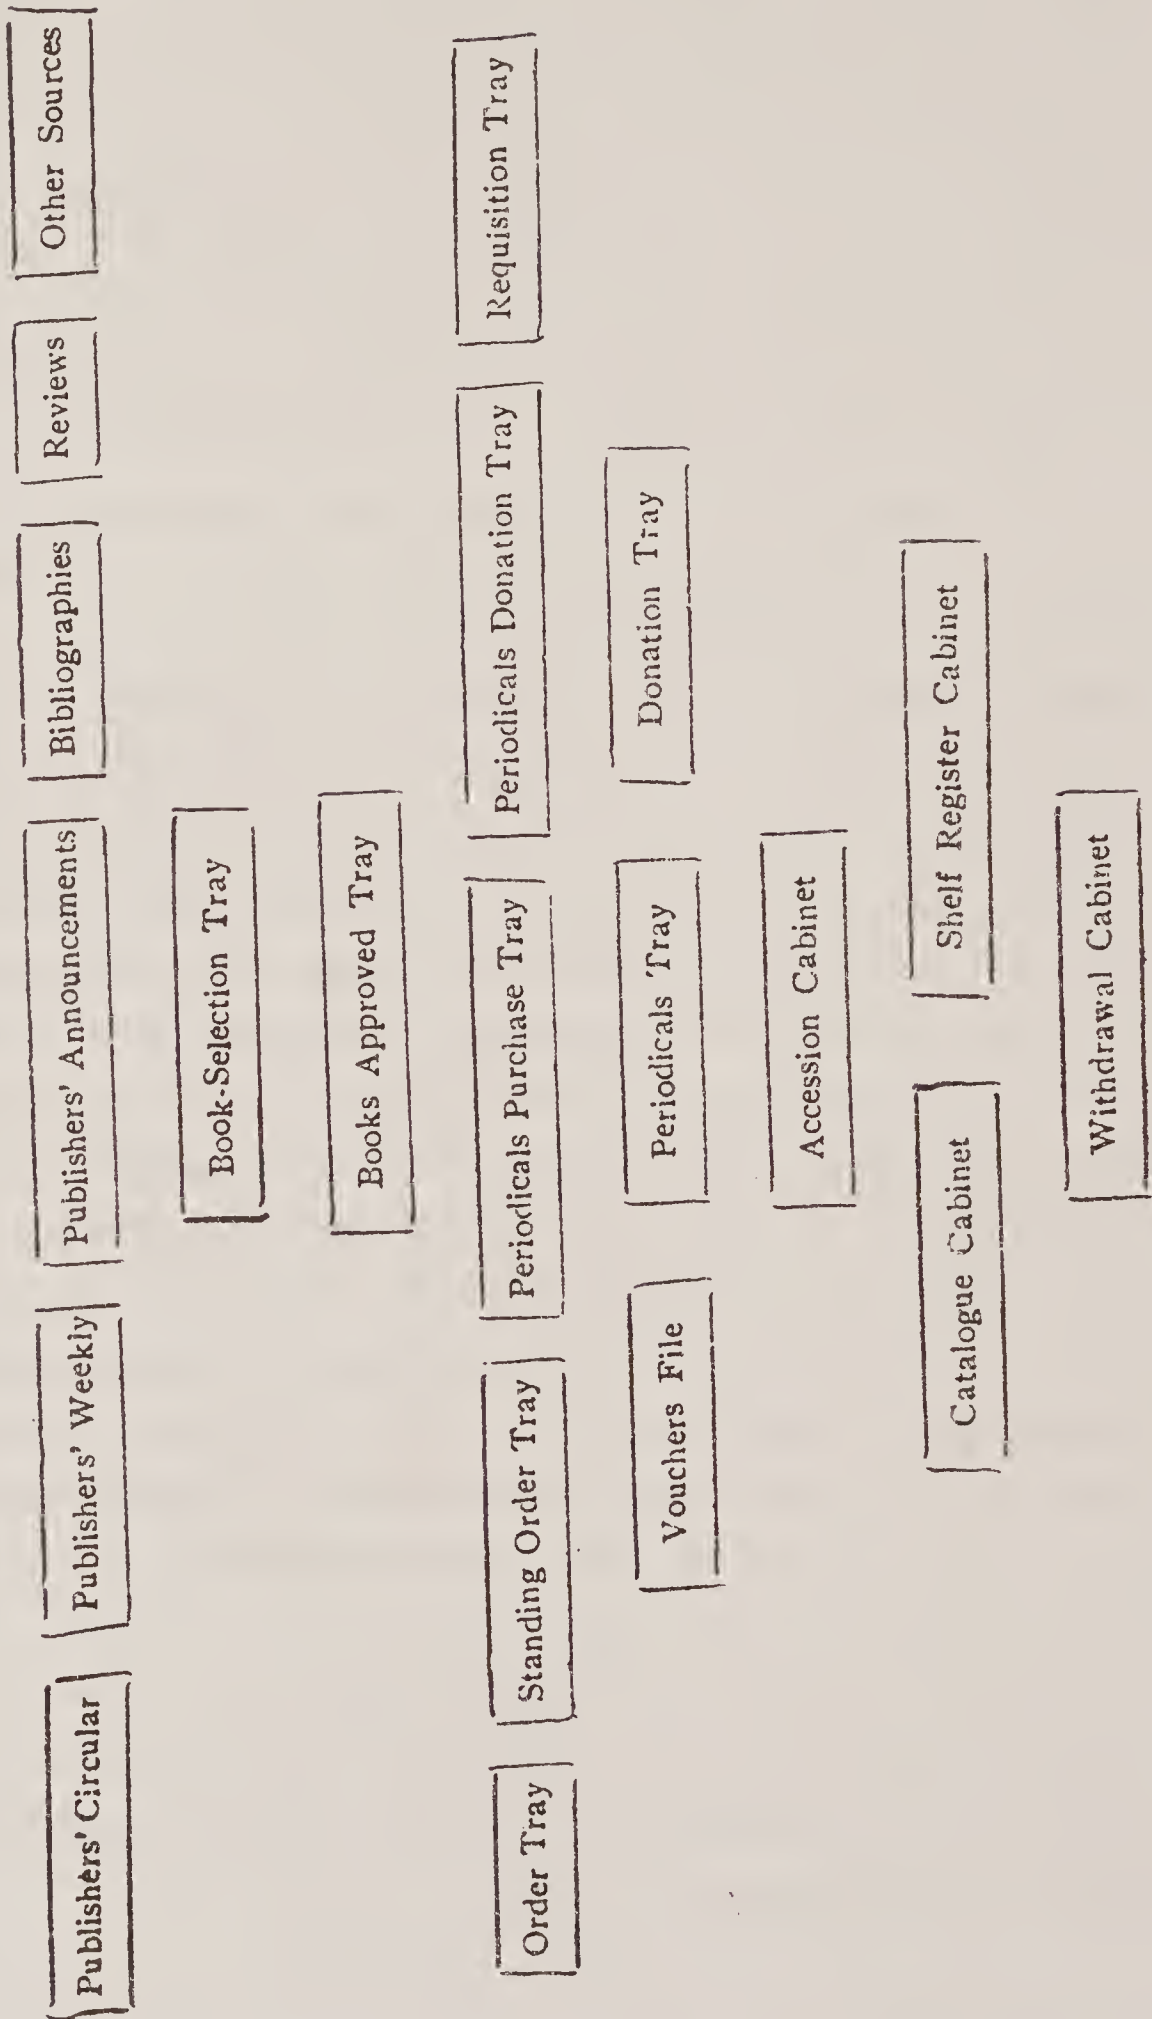 Publishers' Circular
Publishers' Weekly
Publishers' Announcements
Bibliographies
Reviews
Other Sources
Book-Selection Tray
Books Approved Tray
Order Tray
Standing Order Tray
Periodicals Purchase Tray
Periodicals Donation Tray
Requisition Tray
Vouchers File
Periodicals Tray
Donation Tray
Accession Cabinet
Catalogue Cabinet
Shelf Register Cabinet
Withdrawal Cabinet